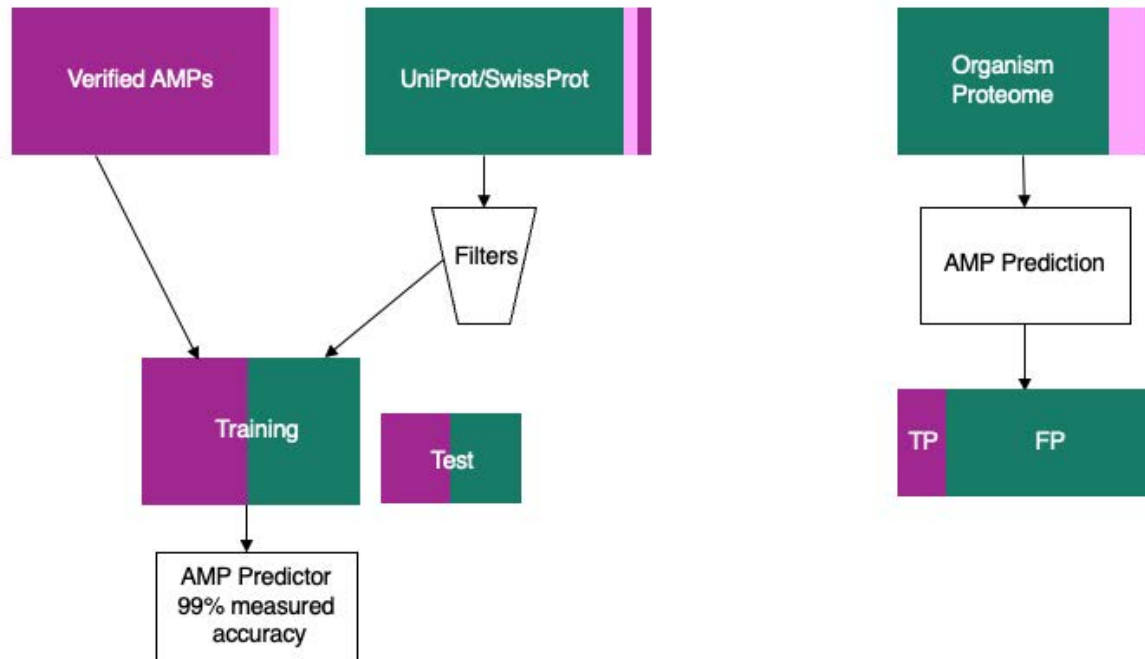 Verified AMPs
UniProt/SwissProt
Organism
Proteome
Filters
AMP Prediction
Training
Test
TP
FP
AMP Predictor
99% measured
accuracy